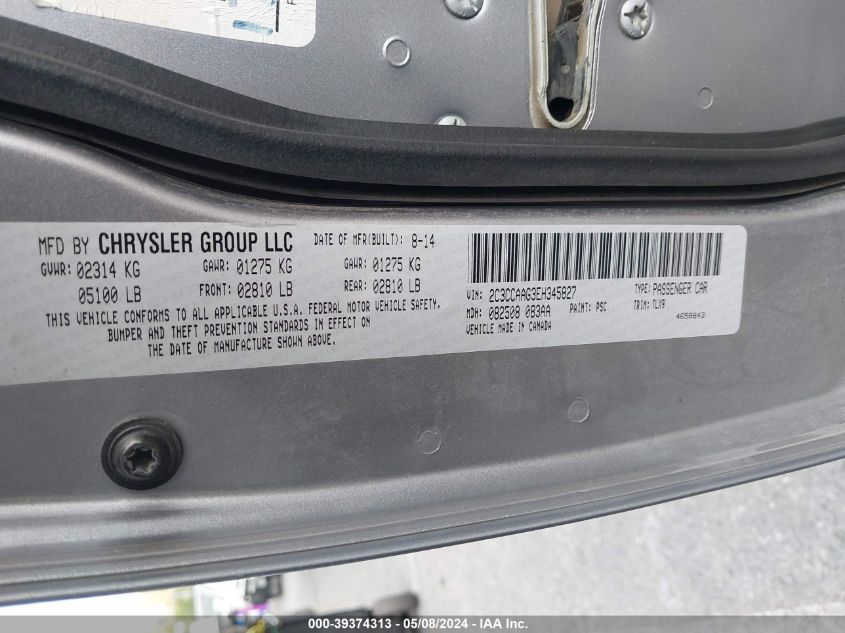 MFD BY CHRYSLER GROUP LLC DATE OF MFR(BUILT): 8-14
GVWR: 02314 KG GAWR: 01275 KG GAWR: 01275 KG
05100 LB FRONT: 02810 LB REAR: 02810 LB
THIS VEHICLE CONFORMS TO ALL APPLICABLE U.S.A. FEDERAL MOTOR VEHICLE SAFETY,
BUMPER AND THEFT PREVENTION STANDARDS IN EFFECT ON
THE DATE OF MANUFACTURE SHOWN ABOVE.
VIN: 2C3CCAAG3EH345827 TYPE: PASSENGER CAR
MDH: 082508 083AA PAINT: PSC TRIM: TLV9
VEHICLE MADE IN CANADA 4658843
000-39374313 — 05/08/2024 — IAA Inc.